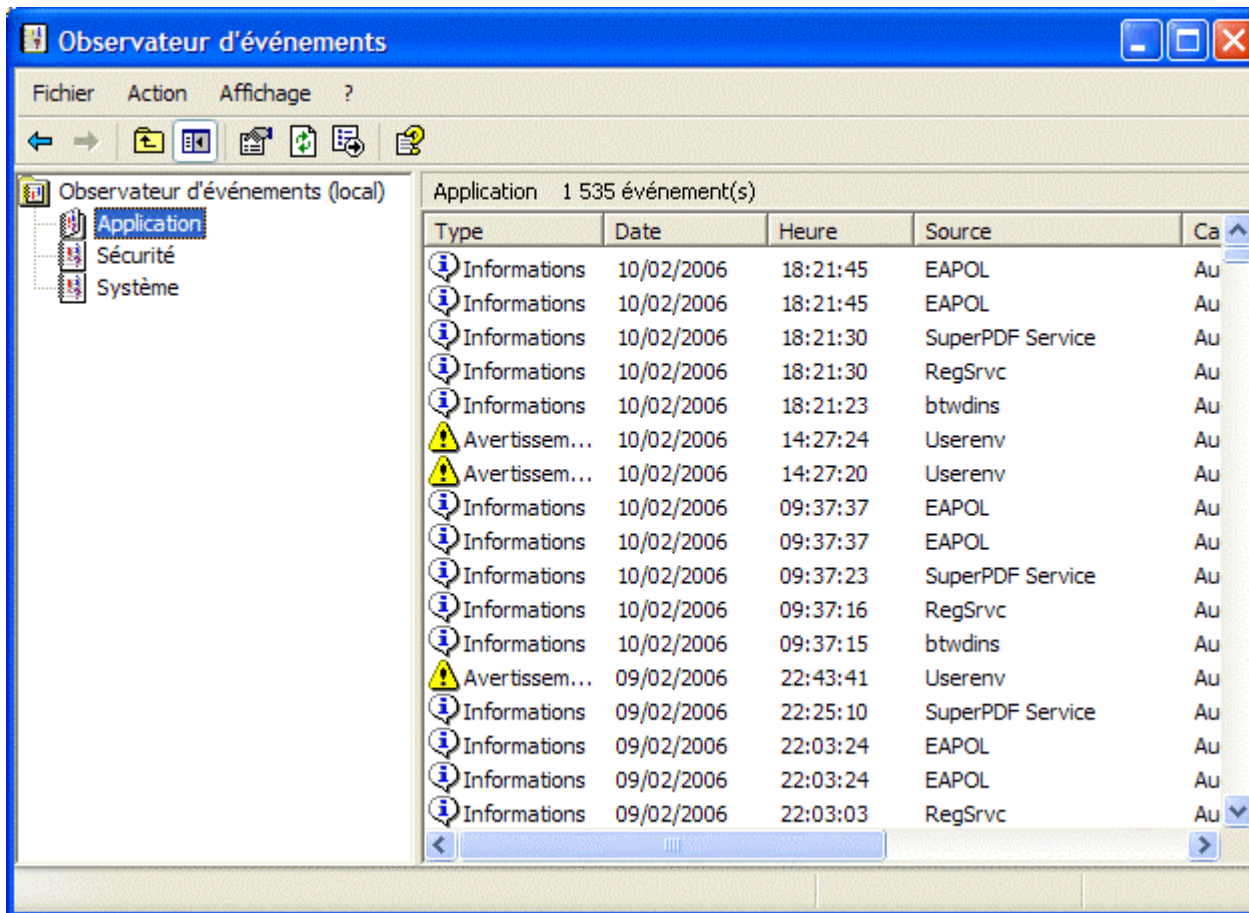 Observateur d'événements
Fichier Action Affichage ?
Observateur d'événements (local)
Application
Sécurité
Système
Application 1 535 événement(s)
Type Date Heure Source Ca
Informations 10/02/2006 18:21:45 EAPOL Au
Informations 10/02/2006 18:21:45 EAPOL Au
Informations 10/02/2006 18:21:30 SuperPDF Service Au
Informations 10/02/2006 18:21:30 RegSrvc Au
Informations 10/02/2006 18:21:23 btwdins Au
Avertissem... 10/02/2006 14:27:24 Userenv Au
Avertissem... 10/02/2006 14:27:20 Userenv Au
Informations 10/02/2006 09:37:37 EAPOL Au
Informations 10/02/2006 09:37:37 EAPOL Au
Informations 10/02/2006 09:37:23 SuperPDF Service Au
Informations 10/02/2006 09:37:16 RegSrvc Au
Informations 10/02/2006 09:37:15 btwdins Au
Avertissem... 09/02/2006 22:43:41 Userenv Au
Informations 09/02/2006 22:25:10 SuperPDF Service Au
Informations 09/02/2006 22:03:24 EAPOL Au
Informations 09/02/2006 22:03:24 EAPOL Au
Informations 09/02/2006 22:03:03 RegSrvc Au